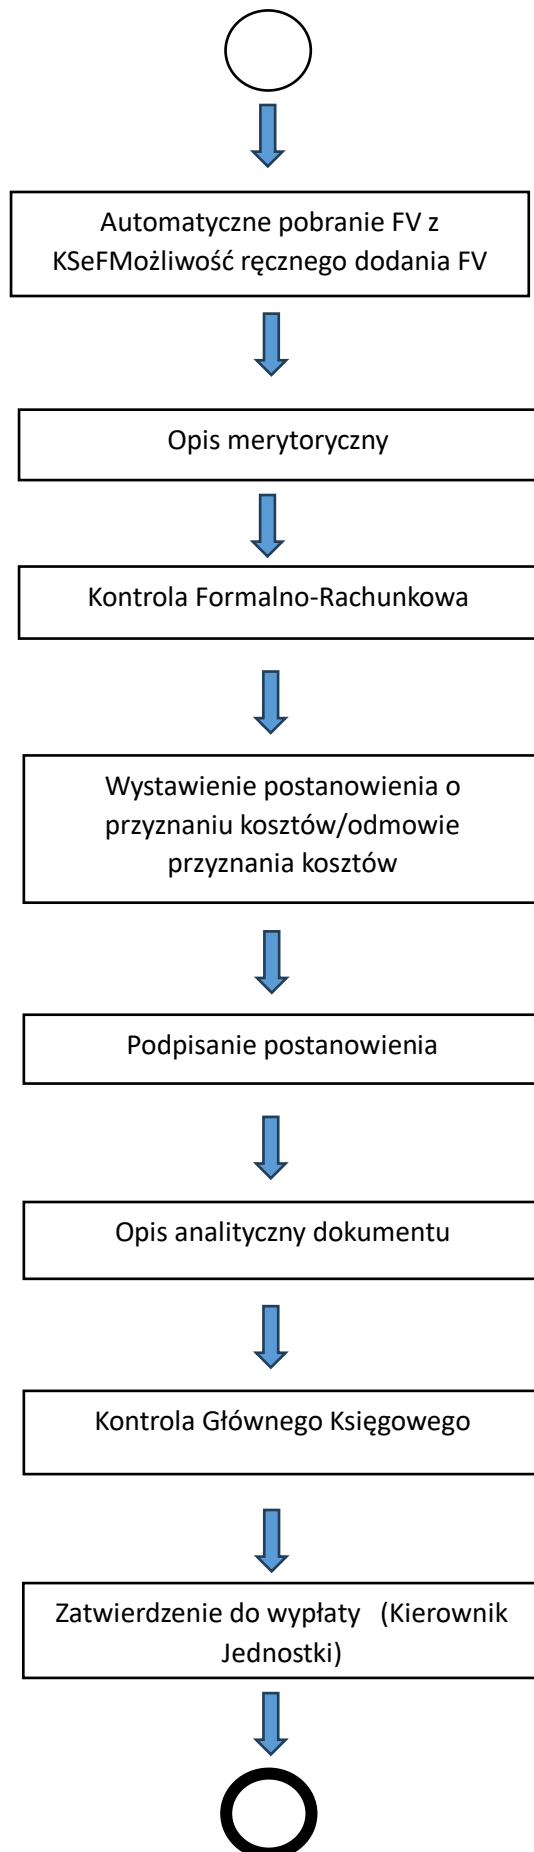 Automatyczne pobranie FV z
KSeFMożliwość ręcznego dodania FV
Opis merytoryczny
Kontrola Formalno-Rachunkowa
Wystawienie postanowienia o
przyznaniu kosztów/odmowie
przyznania kosztów
Podpisanie postanowienia
Opis analityczny dokumentu
Kontrola Głównego Księgowego
Zatwierdzenie do wypłaty (Kierownik
Jednostki)